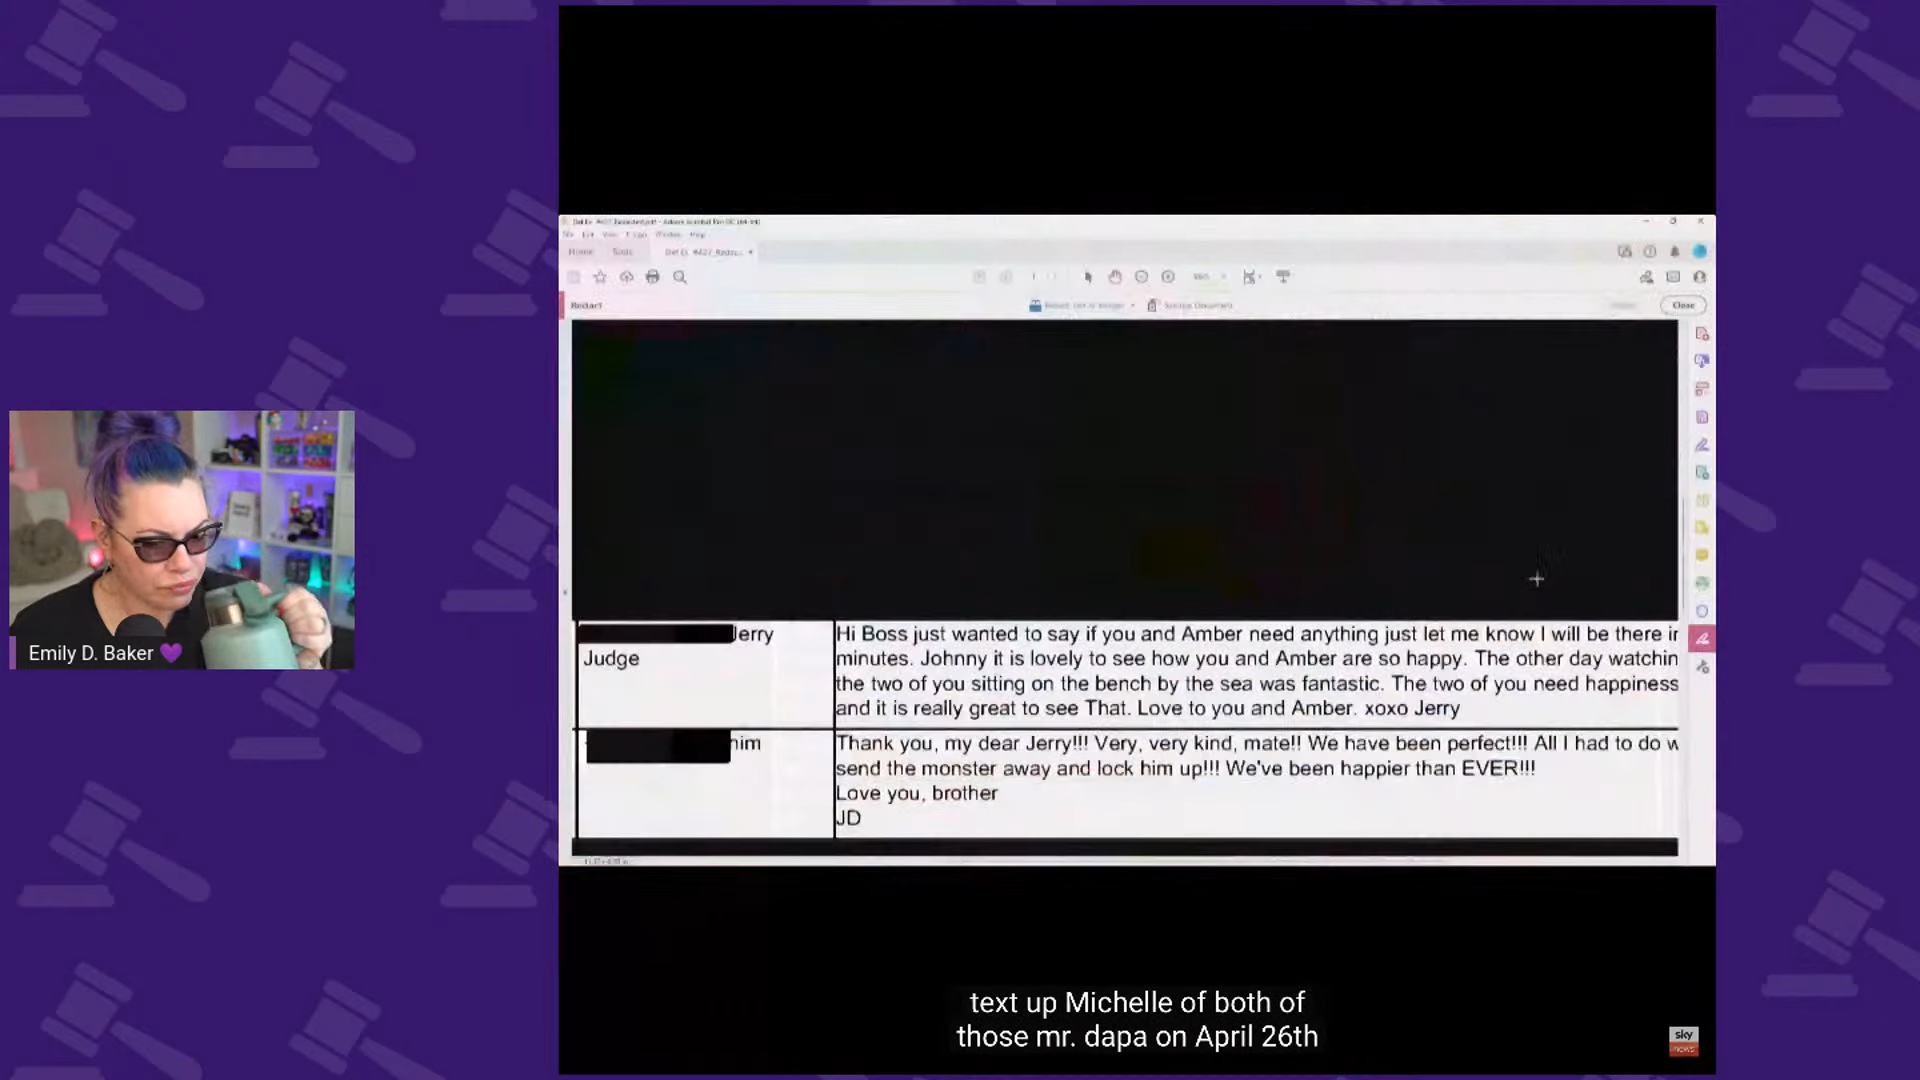 Home
Tools
Redact
Close
Jerry
Judge
Hi Boss just wanted to say if you and Amber need anything just let me know I will be there in
minutes. Johnny it is lovely to see how you and Amber are so happy. The other day watchin
the two of you sitting on the bench by the sea was fantastic. The two of you need happiness
and it is really great to see That. Love to you and Amber. xoxo Jerry
him
Thank you, my dear Jerry!!! Very, very kind, mate!! We have been perfect!!! All I had to do w
send the monster away and lock him up!!! We've been happier than EVER!!!
Love you, brother
JD
Emily D. Baker 💜
text up Michelle of both of
those mr. dapa on April 26th
sky
news